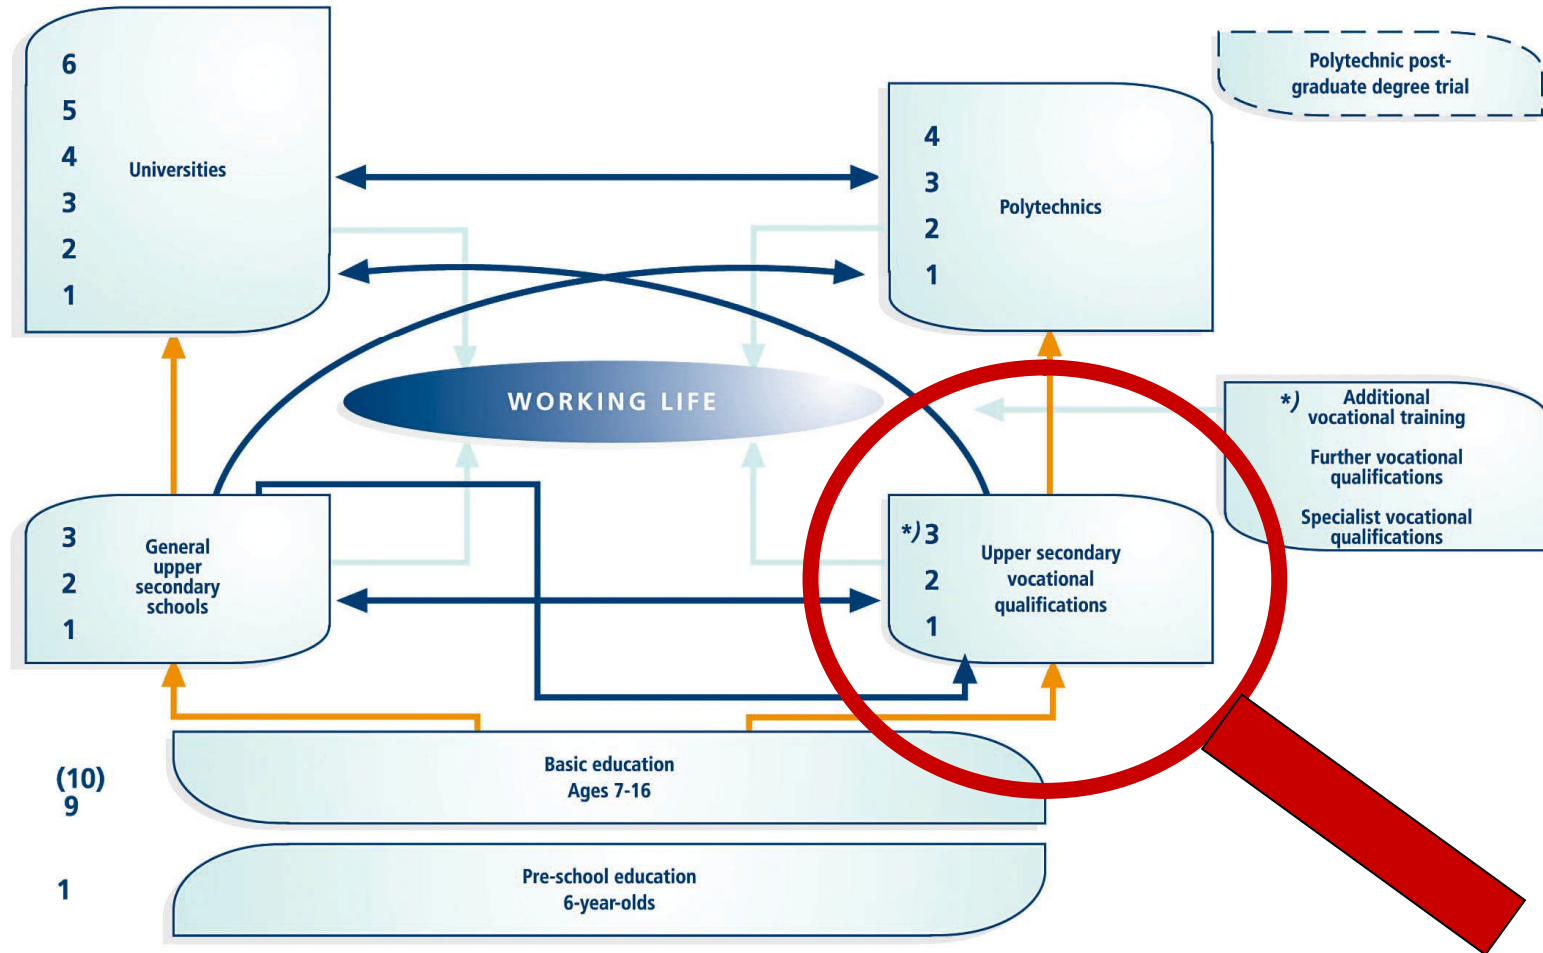 6
5
4
3
2
1
Universities
4
3
2
1
Polytechnics
Polytechnic post-
graduate degree trial
WORKING LIFE
*) Additional
vocational training
Further vocational
qualifications
Specialist vocational
qualifications
3
2
1
General
upper
secondary
schools
*) 3
2
1
Upper secondary
vocational
qualifications
(10)
9
Basic education
Ages 7-16
1
Pre-school education
6-year-olds